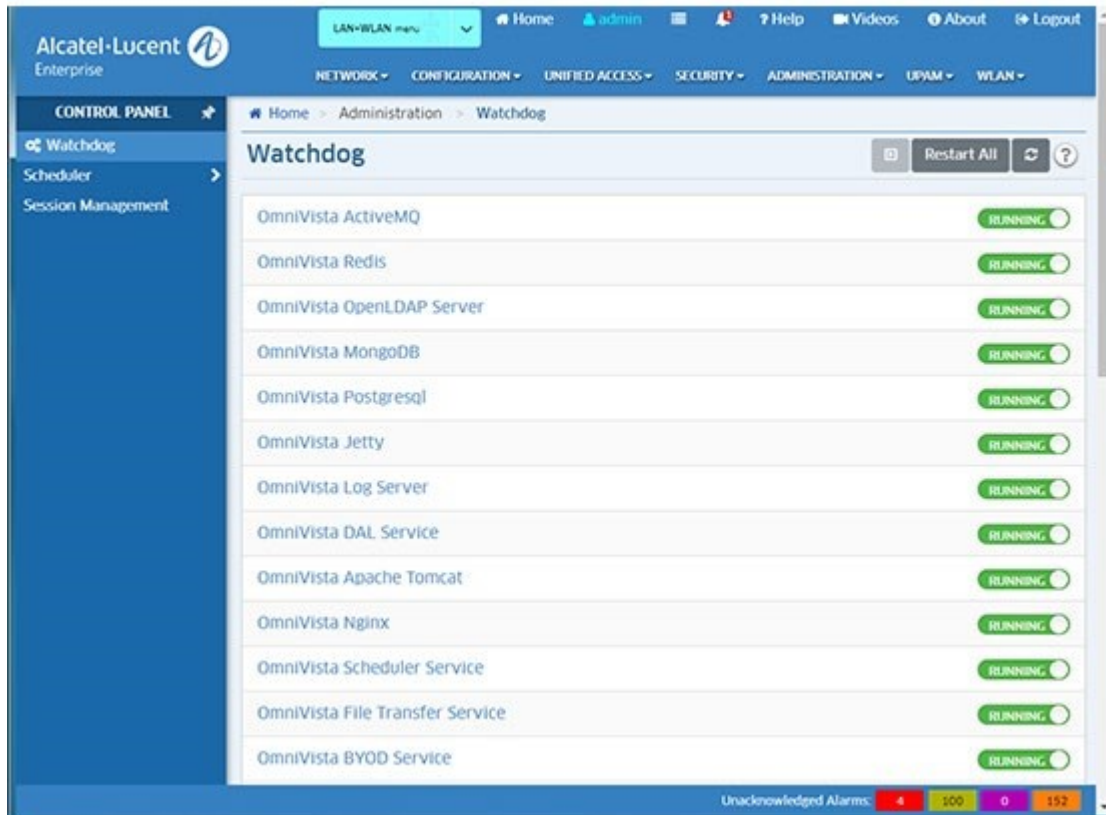 Alcatel·Lucent
Enterprise
LAN+WLAN menu
Home admin ? Help Videos About Logout
NETWORK CONFIGURATION UNIFIED ACCESS SECURITY ADMINISTRATION UPAM WLAN
CONTROL PANEL
Home > Administration > Watchdog
Watchdog
Scheduler
Session Management
Watchdog
Restart All ?
OmniVista ActiveMQ RUNNING
OmniVista Redis RUNNING
OmniVista OpenLDAP Server RUNNING
OmniVista MongoDB RUNNING
OmniVista Postgresql RUNNING
OmniVista Jetty RUNNING
OmniVista Log Server RUNNING
OmniVista DAL Service RUNNING
OmniVista Apache Tomcat RUNNING
OmniVista Nginx RUNNING
OmniVista Scheduler Service RUNNING
OmniVista File Transfer Service RUNNING
OmniVista BYOD Service RUNNING
Unacknowledged Alarms: 4 100 0 152